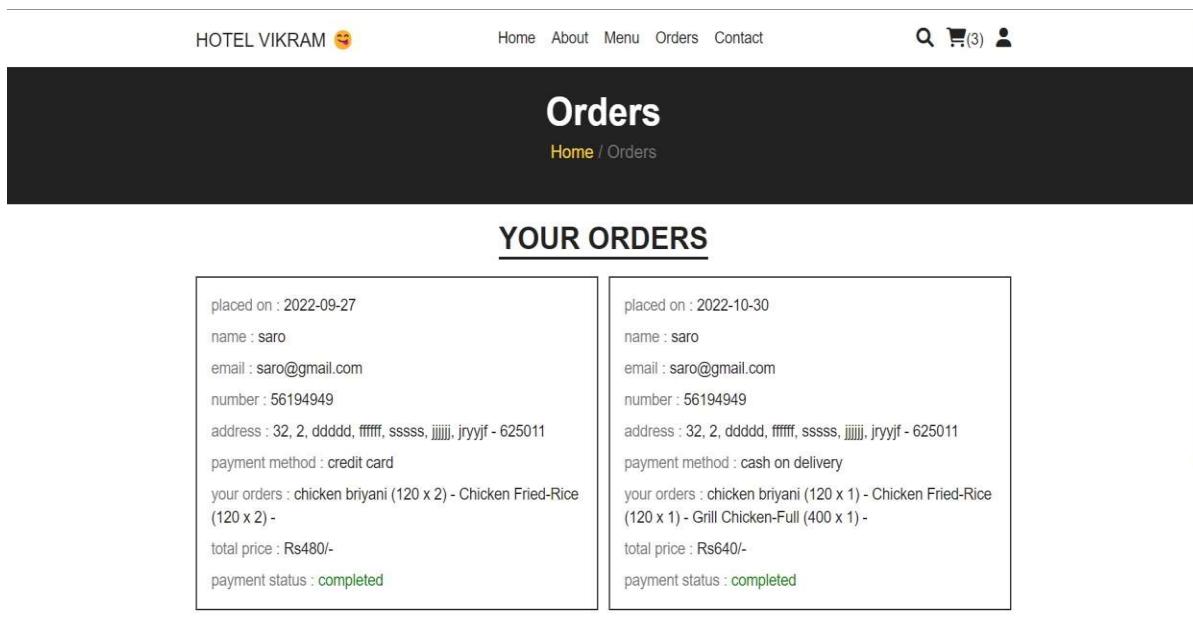 HOTEL VIKRAM 😋
Home About Menu Orders Contact
(3)
Orders
Home / Orders
YOUR ORDERS
placed on : 2022-09-27
name : saro
email : saro@gmail.com
number : 56194949
address : 32, 2, ddddd, ffffff, sssss, jjjjjj, jryyjf - 625011
payment method : credit card
your orders : chicken briyani (120 x 2) - Chicken Fried-Rice
(120 x 2) -
total price : Rs480/-
payment status : completed
placed on : 2022-10-30
name : saro
email : saro@gmail.com
number : 56194949
address : 32, 2, ddddd, ffffff, sssss, jjjjjj, jryyjf - 625011
payment method : cash on delivery
your orders : chicken briyani (120 x 1) - Chicken Fried-Rice
(120 x 1) - Grill Chicken-Full (400 x 1) -
total price : Rs640/-
payment status : completed